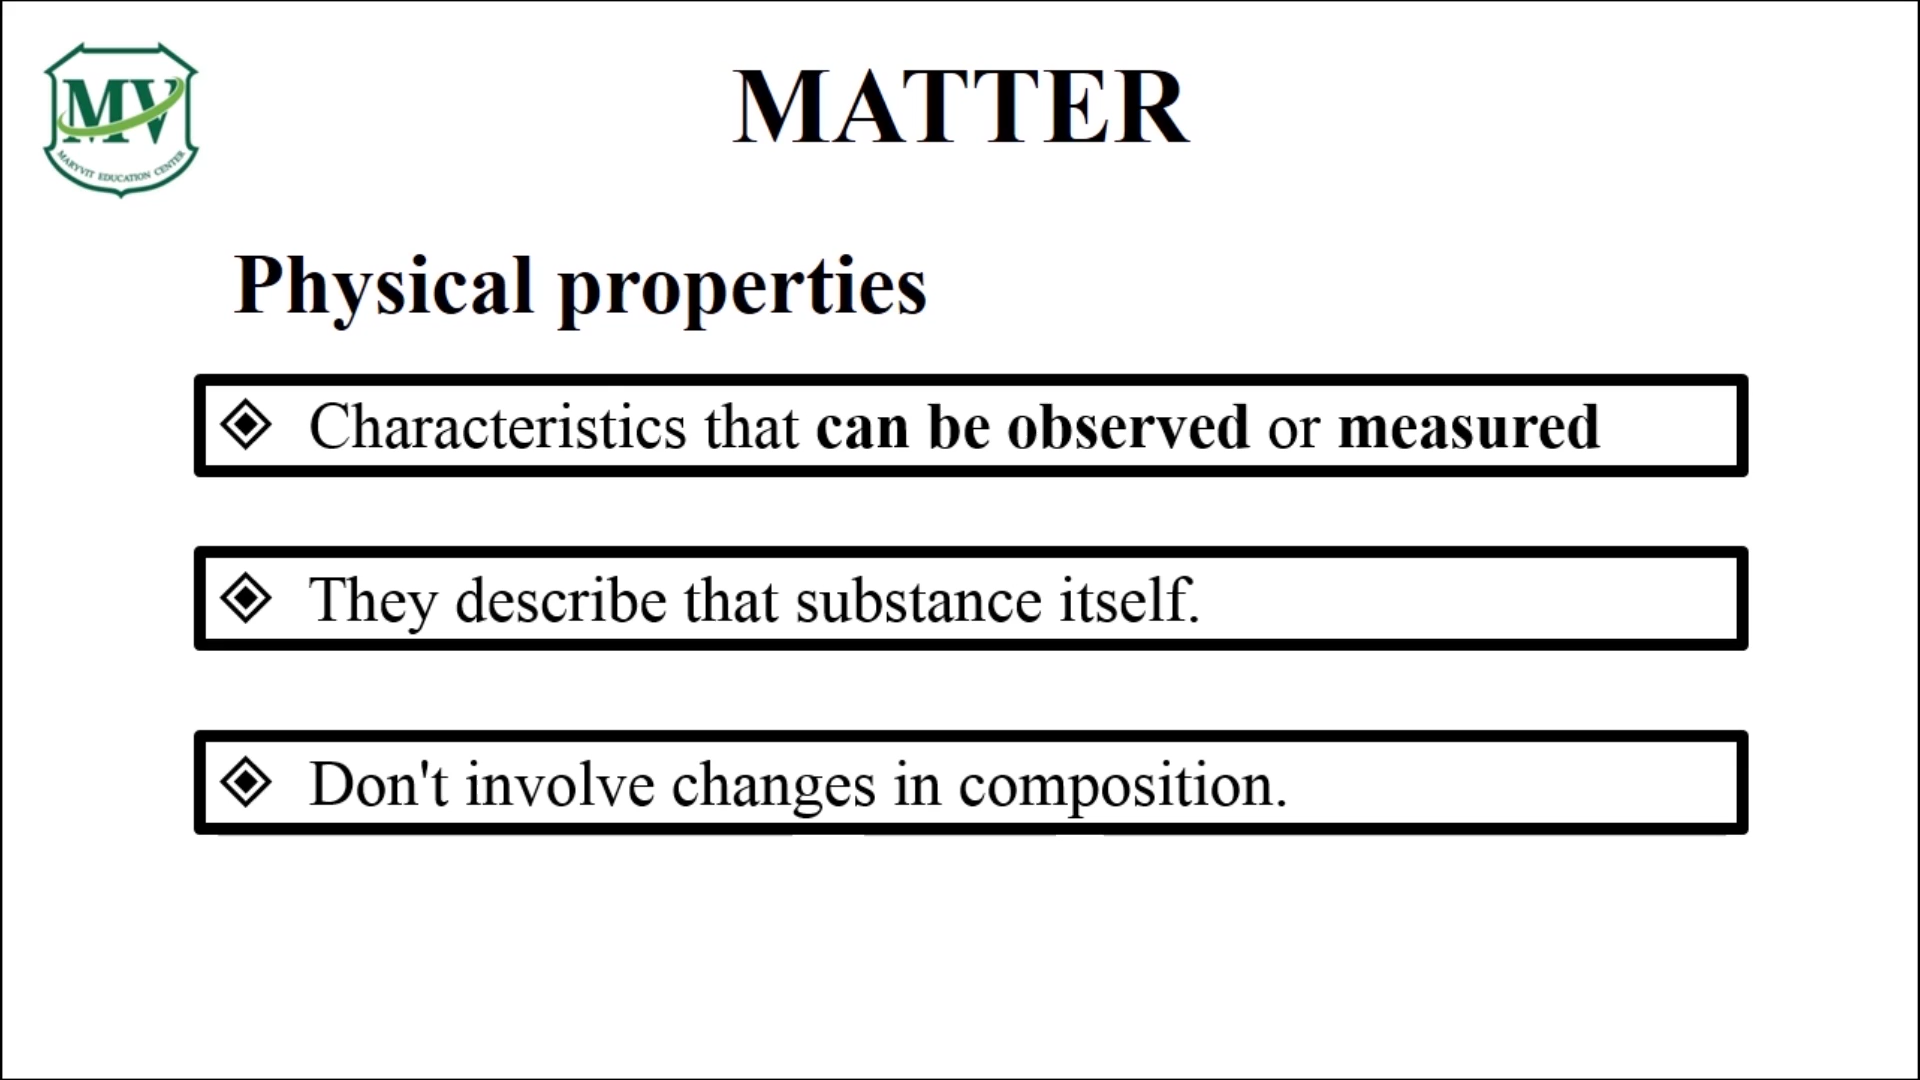 MV
MARYVIT EDUCATION CENTER
MATTER
Physical properties
Characteristics that can be observed or measured
They describe that substance itself.
Don't involve changes in composition.